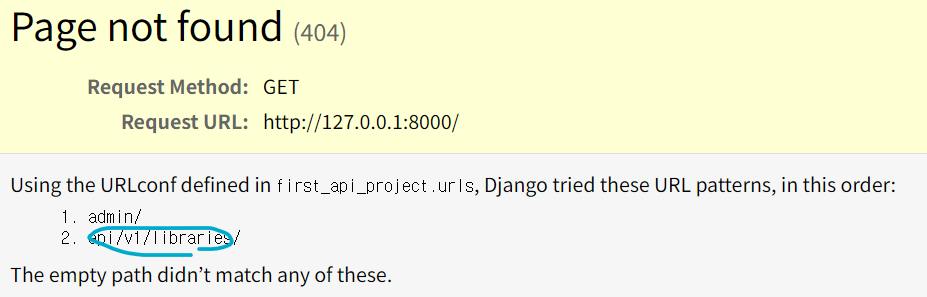 Page not found (404)
Request Method: GET
Request URL: http://127.0.0.1:8000/
Using the URLconf defined in first_api_project.urls, Django tried these URL patterns, in this order:
1. admin/
2. api/v1/libraries/
The empty path didn’t match any of these.